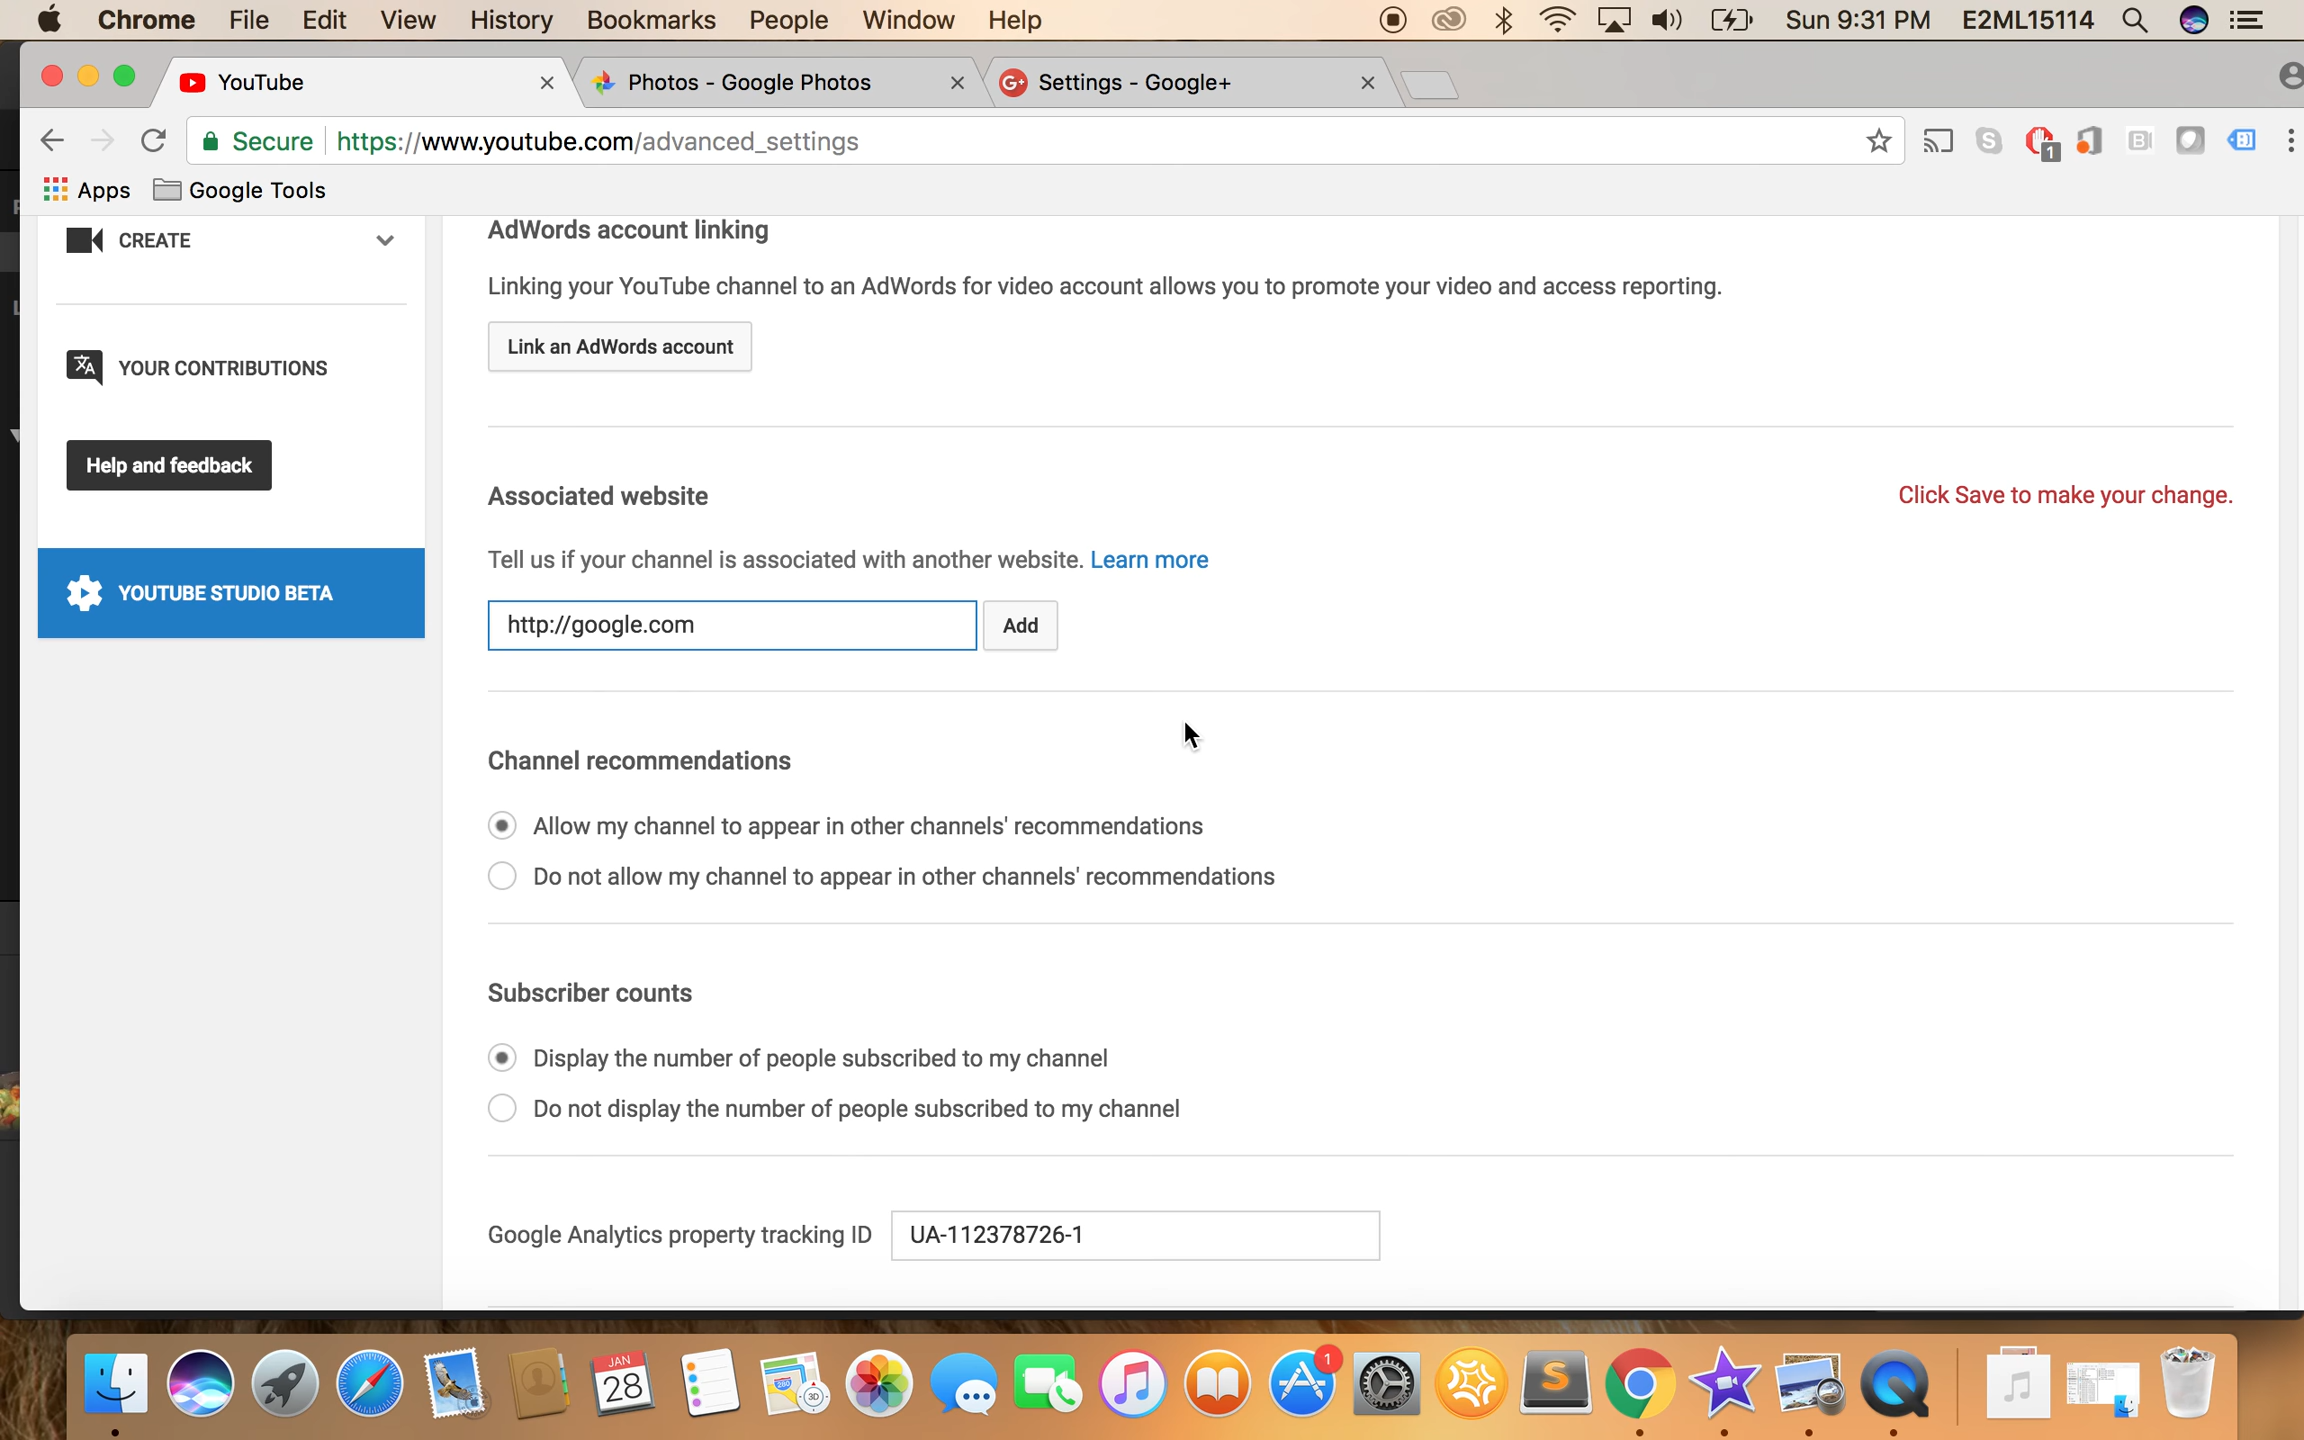 Chrome File Edit View History Bookmarks People Window Help Sun 9:31 PM E2ML15114
YouTube Photos - Google Photos G+ Settings - Google+
Secure https://www.youtube.com/advanced_settings 1
Apps Google Tools
CREATE
YOUR CONTRIBUTIONS
Help and feedback
YOUTUBE STUDIO BETA
AdWords account linking
Linking your YouTube channel to an AdWords for video account allows you to promote your video and access reporting.
Link an AdWords account
Associated website Click Save to make your change.
Tell us if your channel is associated with another website. Learn more
http://google.com Add
Channel recommendations
Allow my channel to appear in other channels' recommendations
Do not allow my channel to appear in other channels' recommendations
Subscriber counts
Display the number of people subscribed to my channel
Do not display the number of people subscribed to my channel
Google Analytics property tracking ID UA-112378726-1
JAN
28
3D
1
S